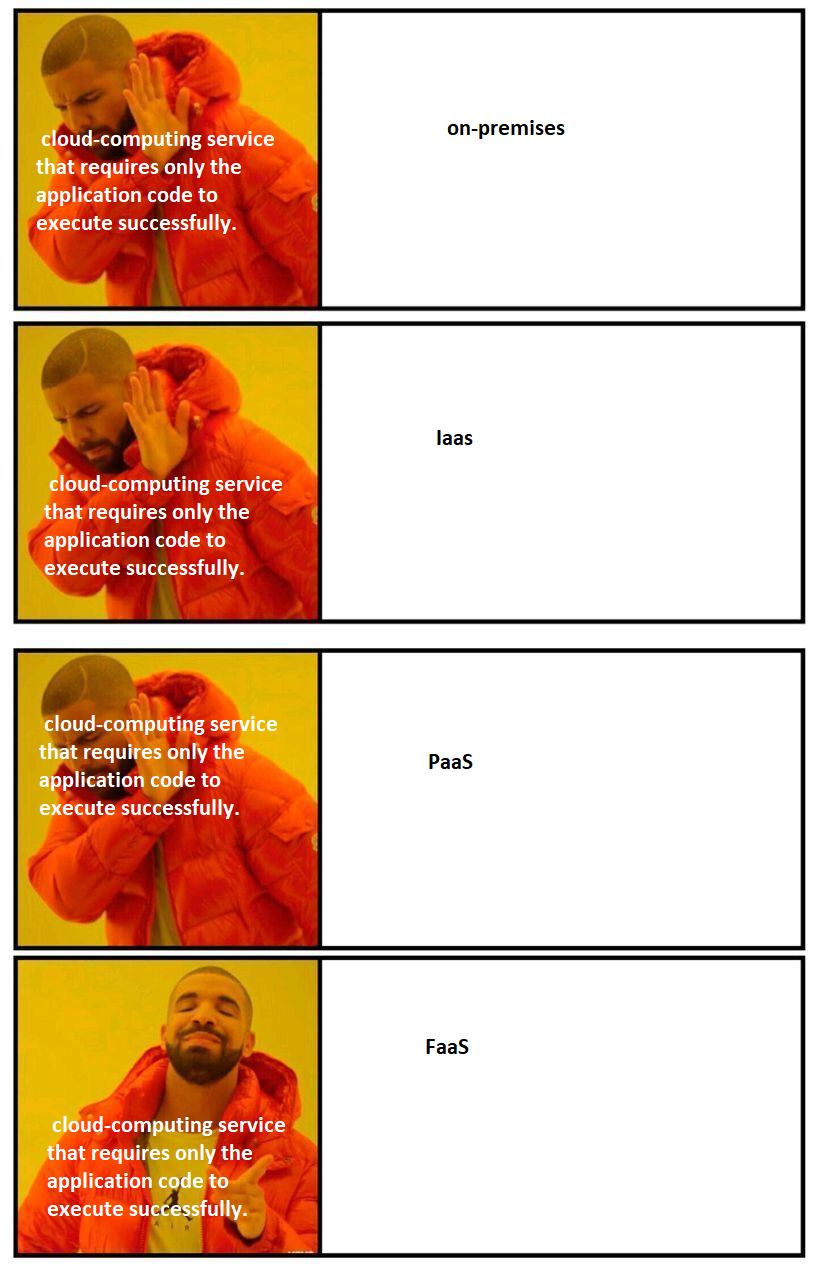 cloud-computing service
that requires only the
application code to
execute successfully.
on-premises
cloud-computing service
that requires only the
application code to
execute successfully.
Iaas
cloud-computing service
that requires only the
application code to
execute successfully.
PaaS
cloud-computing service
that requires only the
application code to
execute successfully.
FaaS
A I R